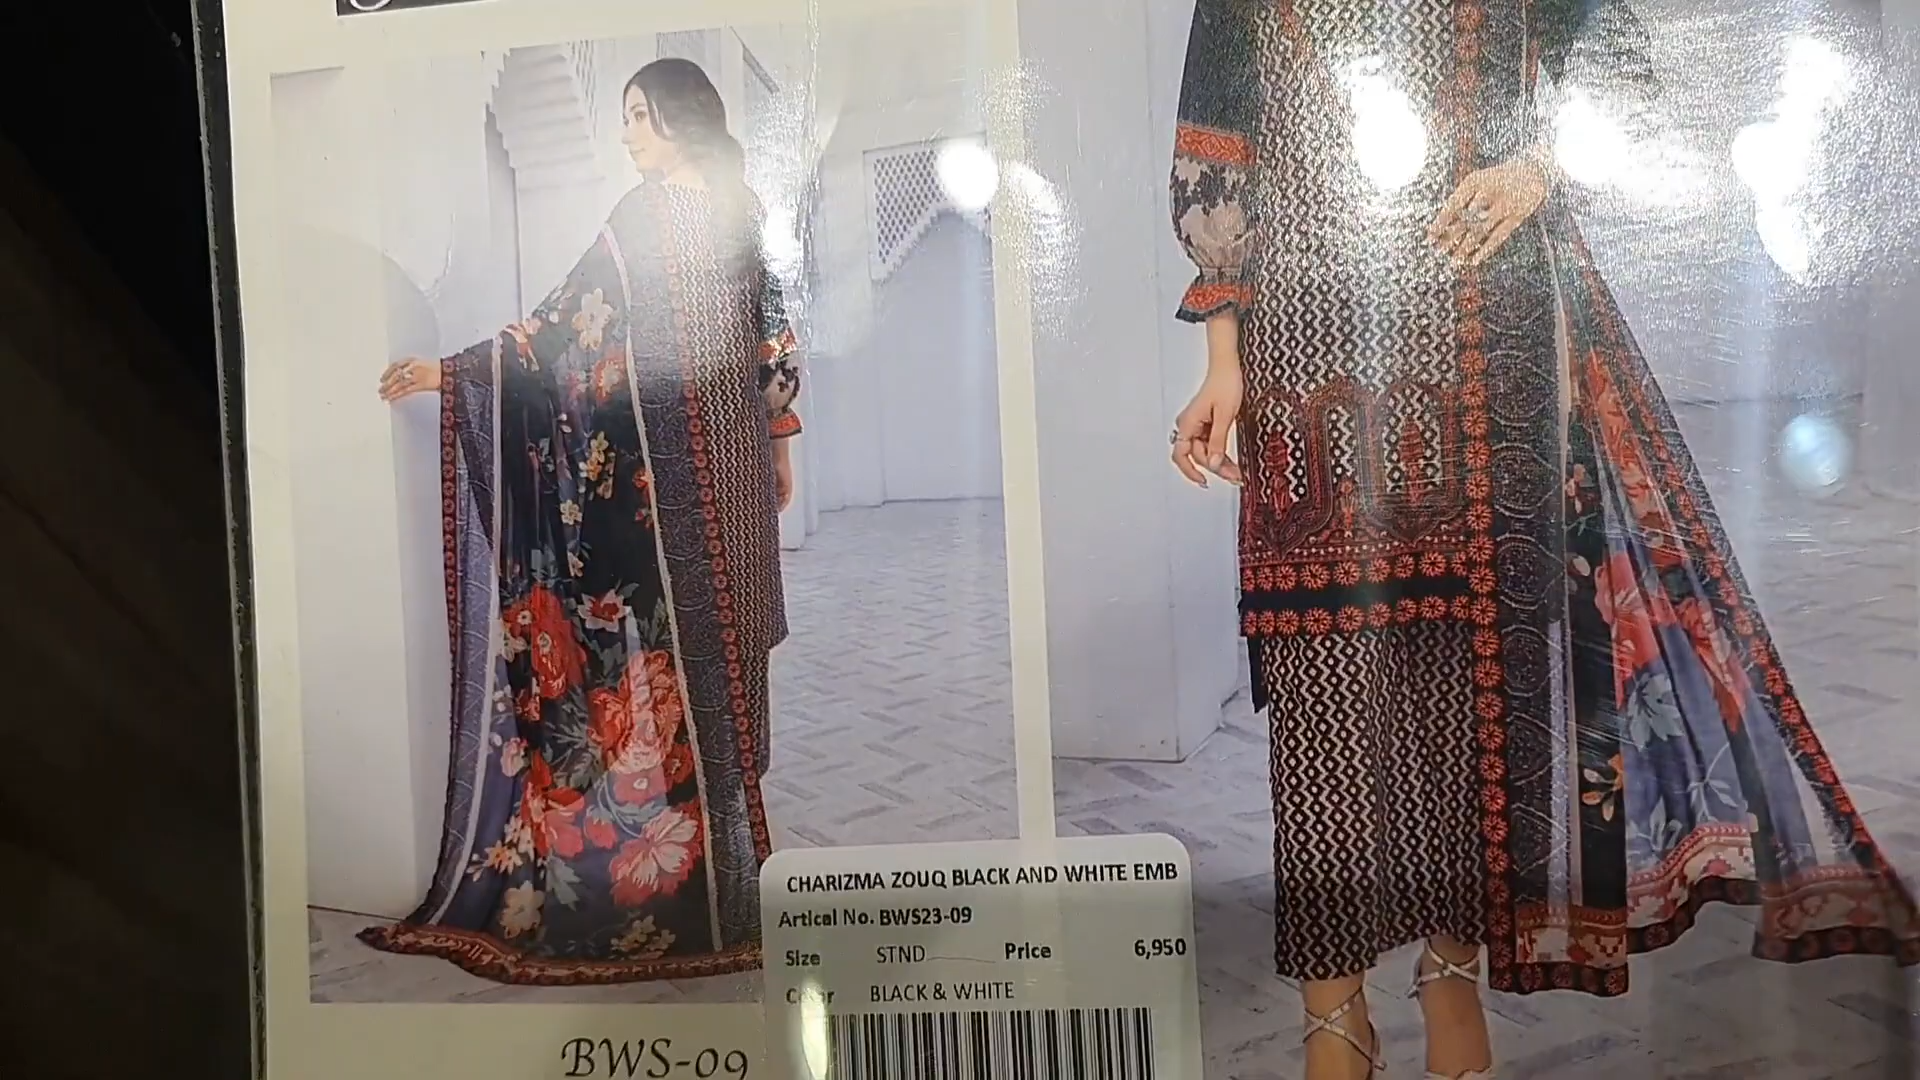 CHARIZMA ZOUQ BLACK AND WHITE EMB
Artical No. BWS23-09
Size STND Price 6,950
Color BLACK & WHITE
BWS-09